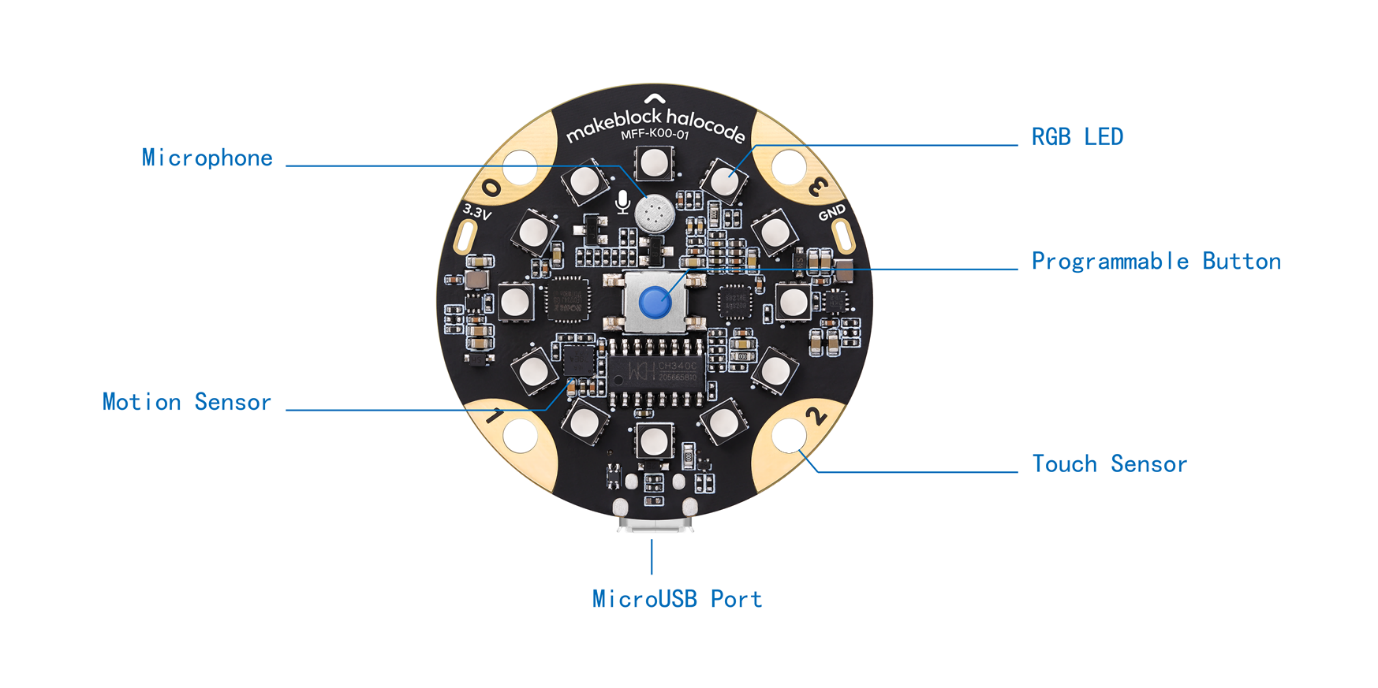 makeblock halocode
MFF-K00-01
RGB LED
Microphone
0
3
3.3V
GND
Programmable Button
CH340C
Motion Sensor
1
2
Touch Sensor
MicroUSB Port